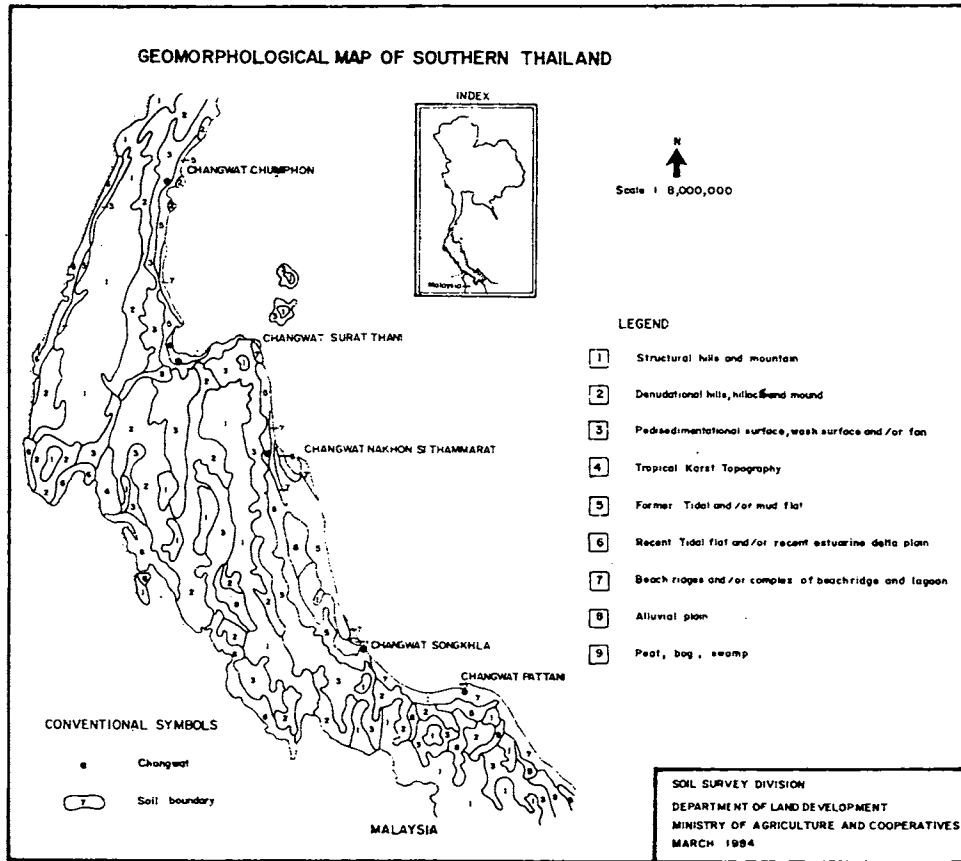 GEOMORPHOLOGICAL MAP OF SOUTHERN THAILAND
INDEX
Malaysia
N
Scale 1 8,000,000
CHANGWAT CHUMPHON
CHANGWAT SURAT THANI
CHANGWAT NAKHON SI THAMMARAT
CHANGWAT SONGKHLA
CHANGWAT PATTANI
MALAYSIA
LEGEND
1 Structural hills and mountain
2 Denudational hills, and mound
3 Pedisedimentational surface, wash surface and/or fan
4 Tropical Karst Topography
5 Former Tidal and/or mud flat
6 Recent Tidal flat and/or recent estuarine delta plain
7 Beach ridges and/or complex of beachridge and lagoon
8 Alluvial plain
9 Peat, bog, swamp
CONVENTIONAL SYMBOLS
Changwat
7 Soil boundary
SOIL SURVEY DIVISION
DEPARTMENT OF LAND DEVELOPMENT
MINISTRY OF AGRICULTURE AND COOPERATIVES
MARCH 1994